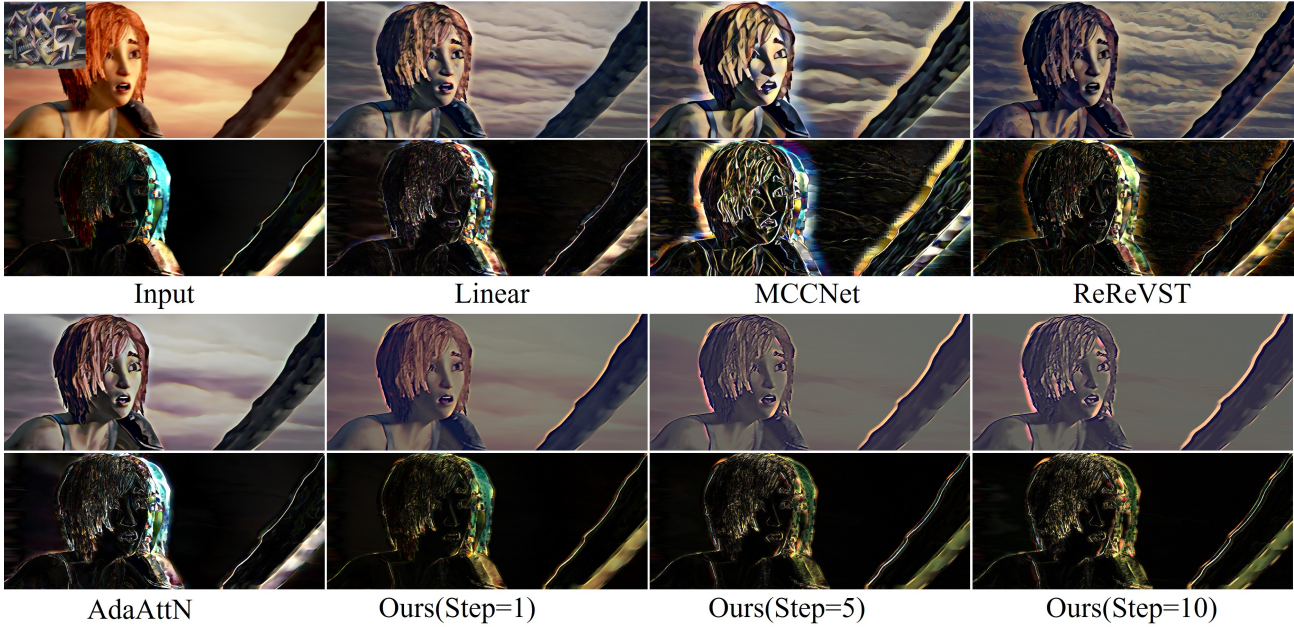 Input Linear MCCNet ReReVST
AdaAttN Ours(Step=1) Ours(Step=5) Ours(Step=10)